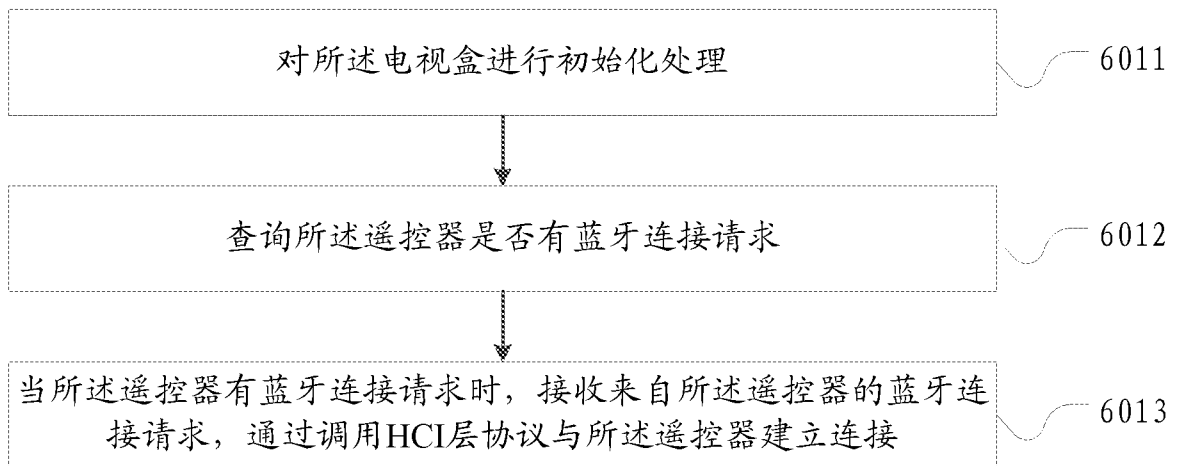 对所述电视盒进行初始化处理
6011
查询所述遥控器是否有蓝牙连接请求
6012
当所述遥控器有蓝牙连接请求时，接收来自所述遥控器的蓝牙连
接请求，通过调用HCI层协议与所述遥控器建立连接
6013